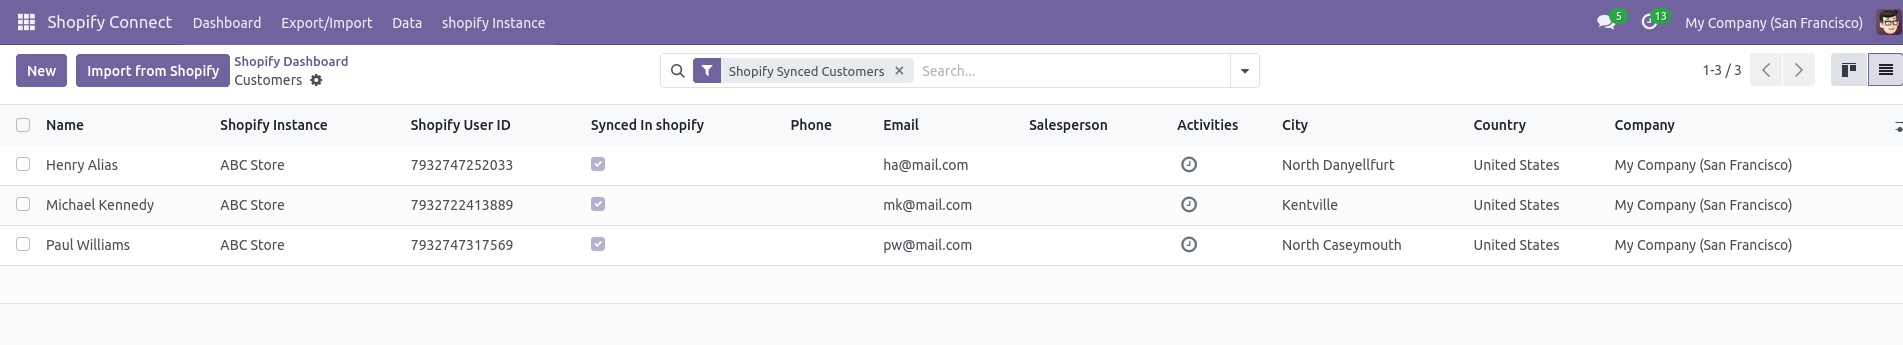 Shopify Connect Dashboard Export/Import Data shopify Instance 5 13 My Company (San Francisco)
New Import from Shopify Shopify Dashboard
Customers Shopify Synced Customers × Search... 1-3 / 3
Name Shopify Instance Shopify User ID Synced In shopify Phone Email Salesperson Activities City Country Company
Henry Alias ABC Store 7932747252033 ha@mail.com North Danyellfurt United States My Company (San Francisco)
Michael Kennedy ABC Store 7932722413889 mk@mail.com Kentville United States My Company (San Francisco)
Paul Williams ABC Store 7932747317569 pw@mail.com North Caseymouth United States My Company (San Francisco)